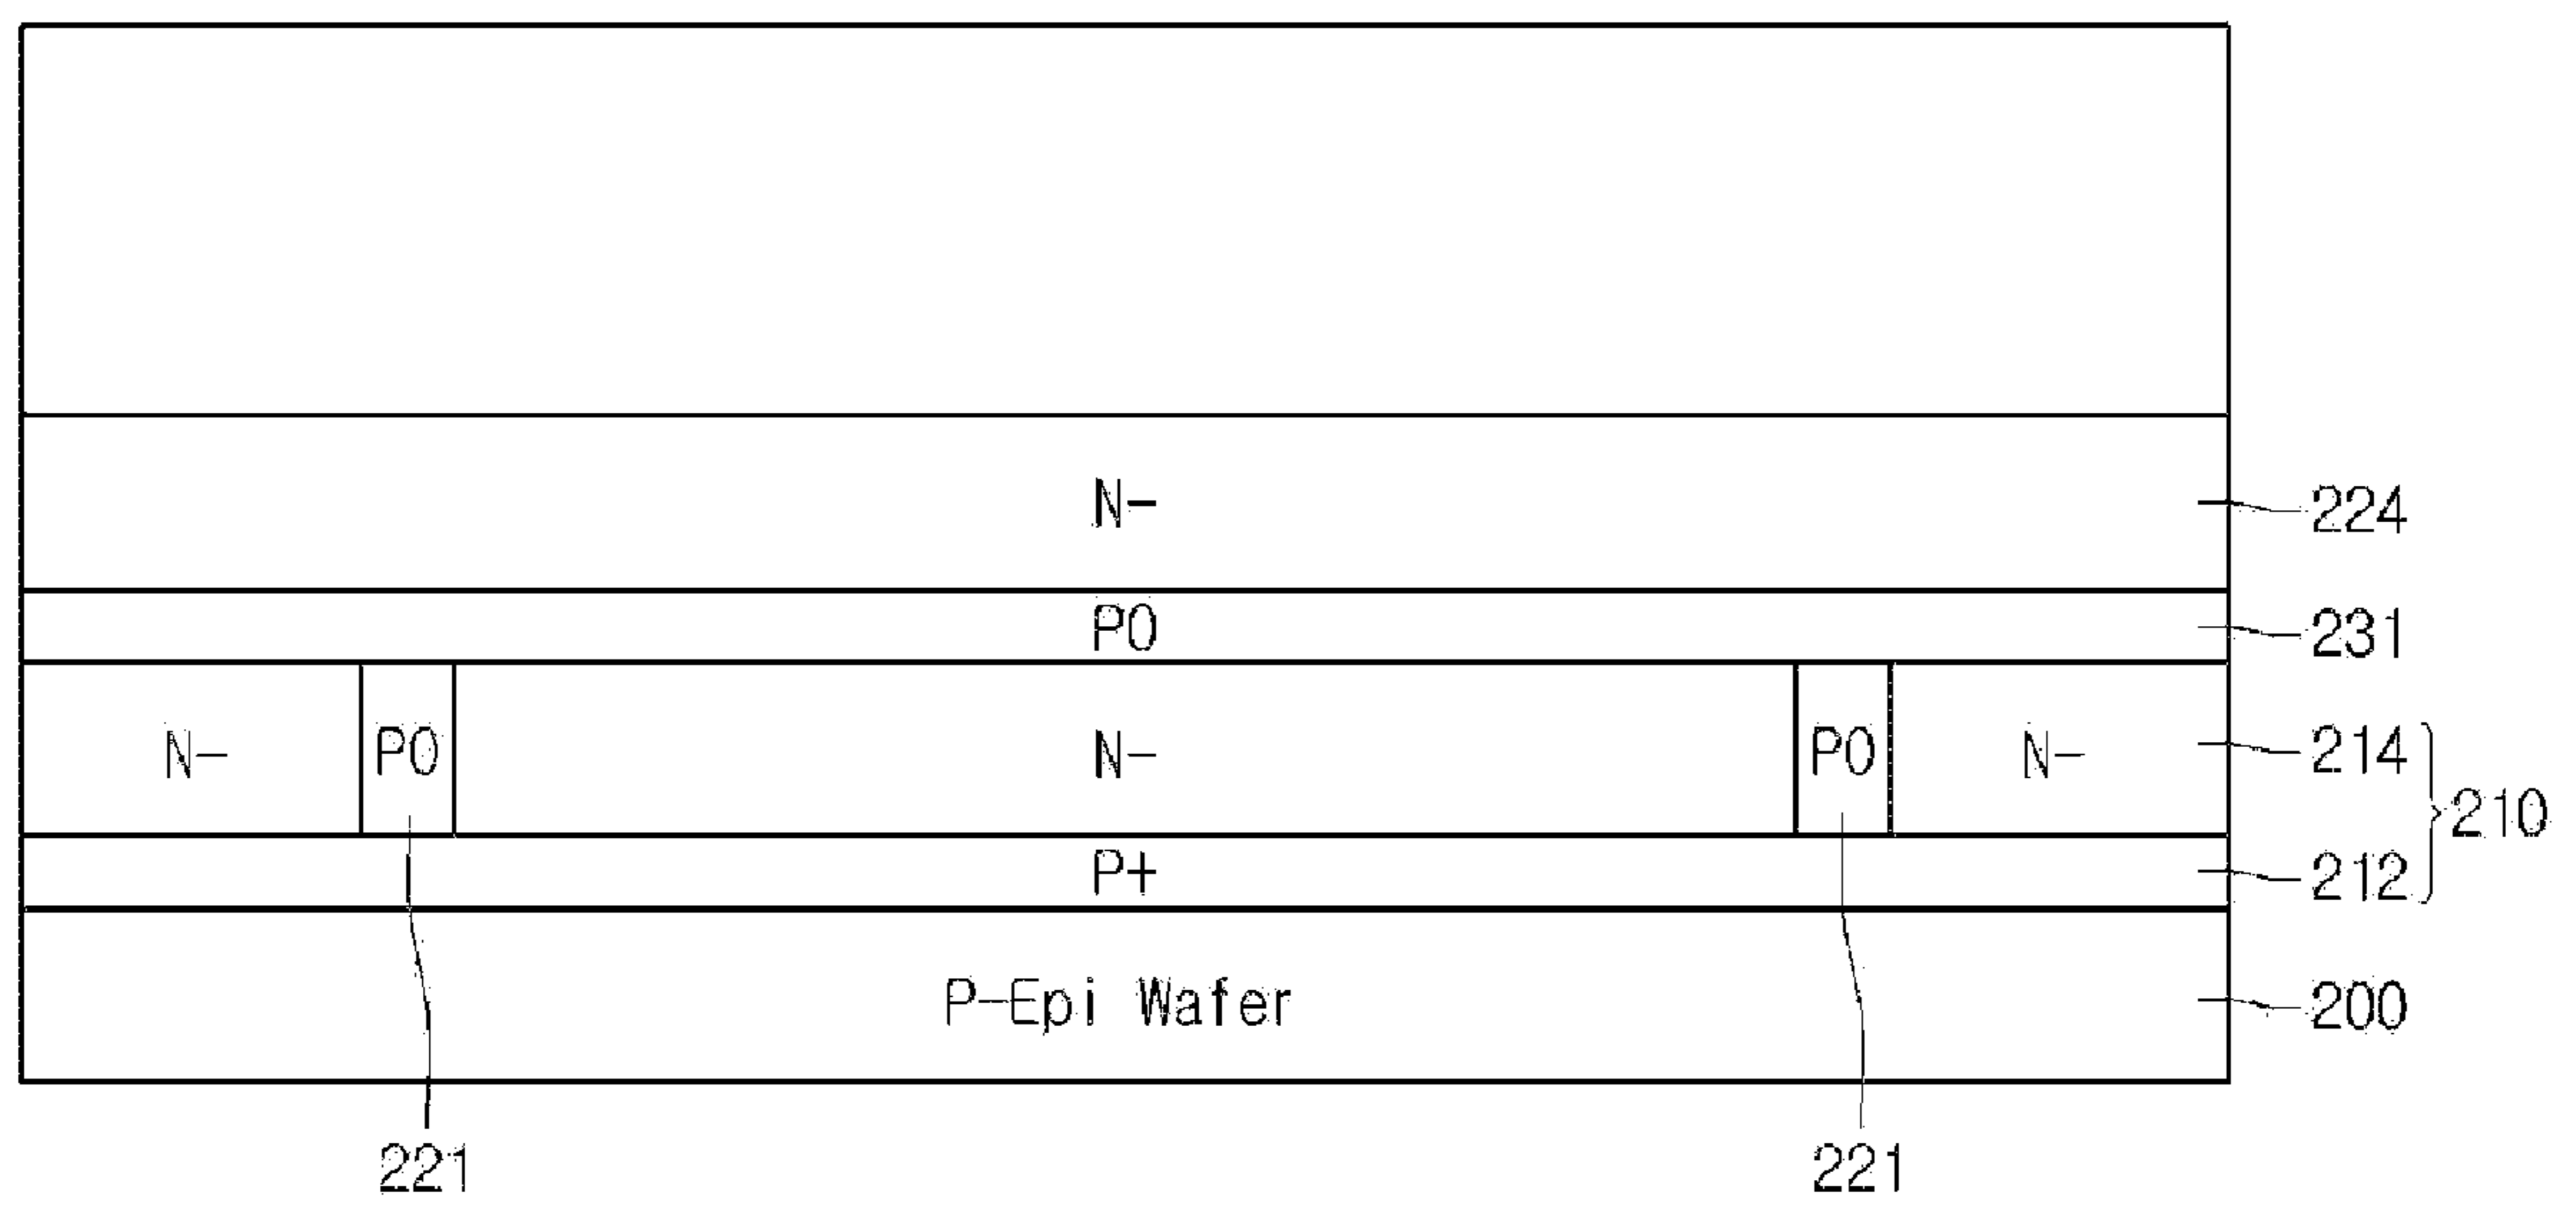 N- 224
P0 231
N- P0 N- P0 N- 214
210
P+ 212
P-Epi Wafer 200
221 221